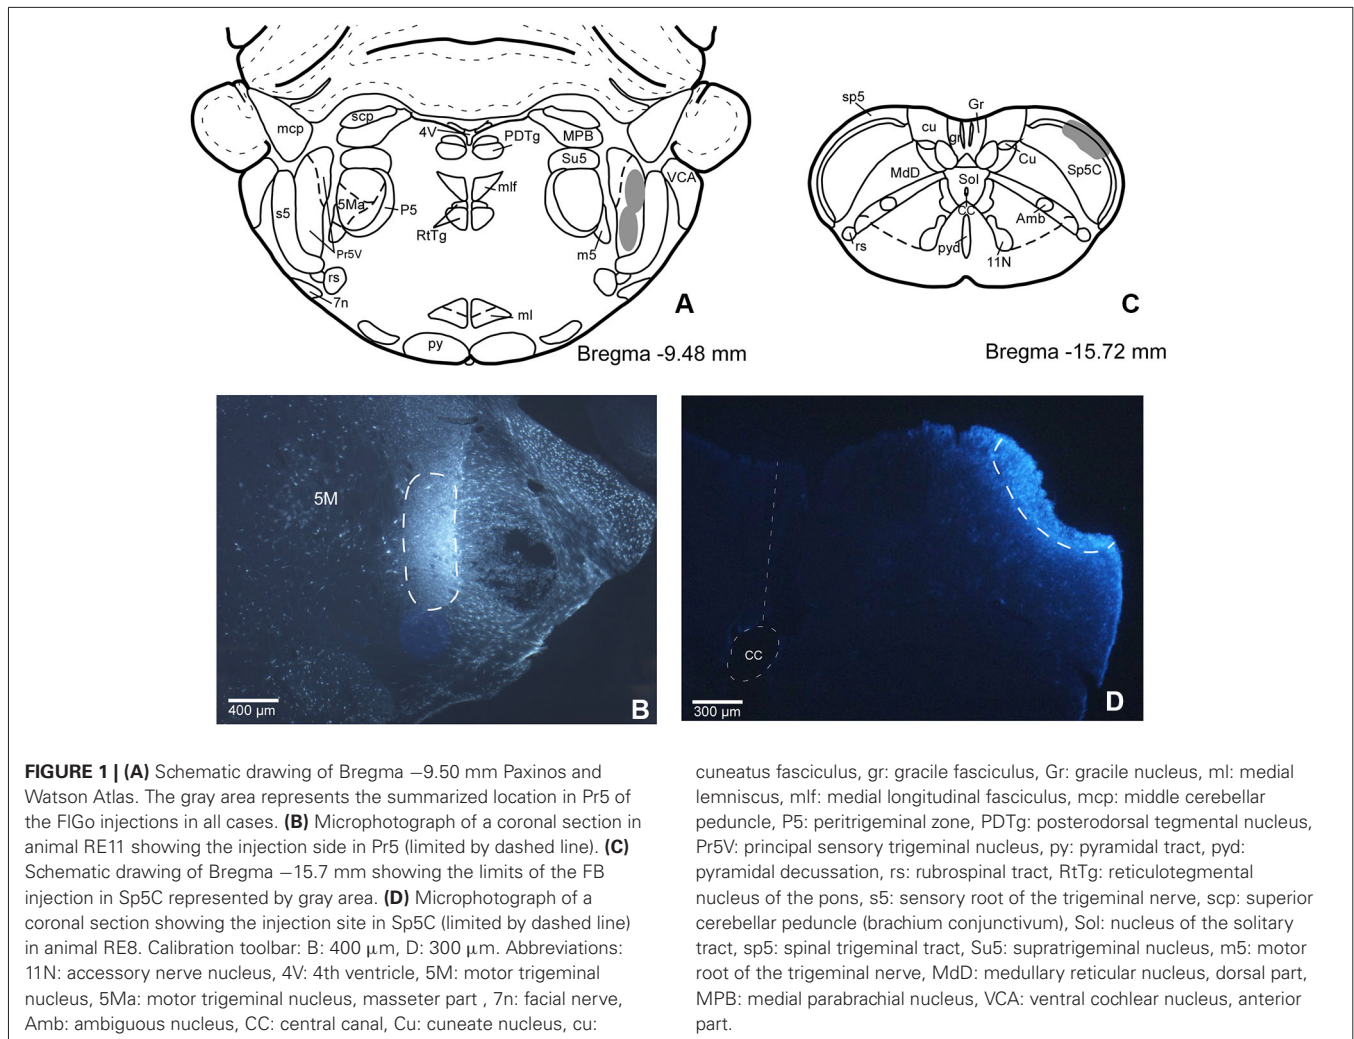 mcp
scp
4V
PDTg
MPB
Su5
VCA
mlf
s5
5Ma
P5
RtTg
Pr5V
m5
rs
7n
ml
py
A
Bregma -9.48 mm
sp5
Gr
cu
gr
Cu
Sp5C
MdD
Sol
CC
Amb
rs
pyd
11N
C
Bregma -15.72 mm
5M
400 µm
B
CC
300 µm
D
FIGURE 1 | (A) Schematic drawing of Bregma −9.50 mm Paxinos and
Watson Atlas. The gray area represents the summarized location in Pr5 of
the FlGo injections in all cases. (B) Microphotograph of a coronal section in
animal RE11 showing the injection side in Pr5 (limited by dashed line). (C)
Schematic drawing of Bregma −15.7 mm showing the limits of the FB
injection in Sp5C represented by gray area. (D) Microphotograph of a
coronal section showing the injection site in Sp5C (limited by dashed line)
in animal RE8. Calibration toolbar: B: 400 μm, D: 300 μm. Abbreviations:
11N: accessory nerve nucleus, 4V: 4th ventricle, 5M: motor trigeminal
nucleus, 5Ma: motor trigeminal nucleus, masseter part , 7n: facial nerve,
Amb: ambiguous nucleus, CC: central canal, Cu: cuneate nucleus, cu:
cuneatus fasciculus, gr: gracile fasciculus, Gr: gracile nucleus, ml: medial
lemniscus, mlf: medial longitudinal fasciculus, mcp: middle cerebellar
peduncle, P5: peritrigeminal zone, PDTg: posterodorsal tegmental nucleus,
Pr5V: principal sensory trigeminal nucleus, py: pyramidal tract, pyd:
pyramidal decussation, rs: rubrospinal tract, RtTg: reticulotegmental
nucleus of the pons, s5: sensory root of the trigeminal nerve, scp: superior
cerebellar peduncle (brachium conjunctivum), Sol: nucleus of the solitary
tract, sp5: spinal trigeminal tract, Su5: supratrigeminal nucleus, m5: motor
root of the trigeminal nerve, MdD: medullary reticular nucleus, dorsal part,
MPB: medial parabrachial nucleus, VCA: ventral cochlear nucleus, anterior
part.